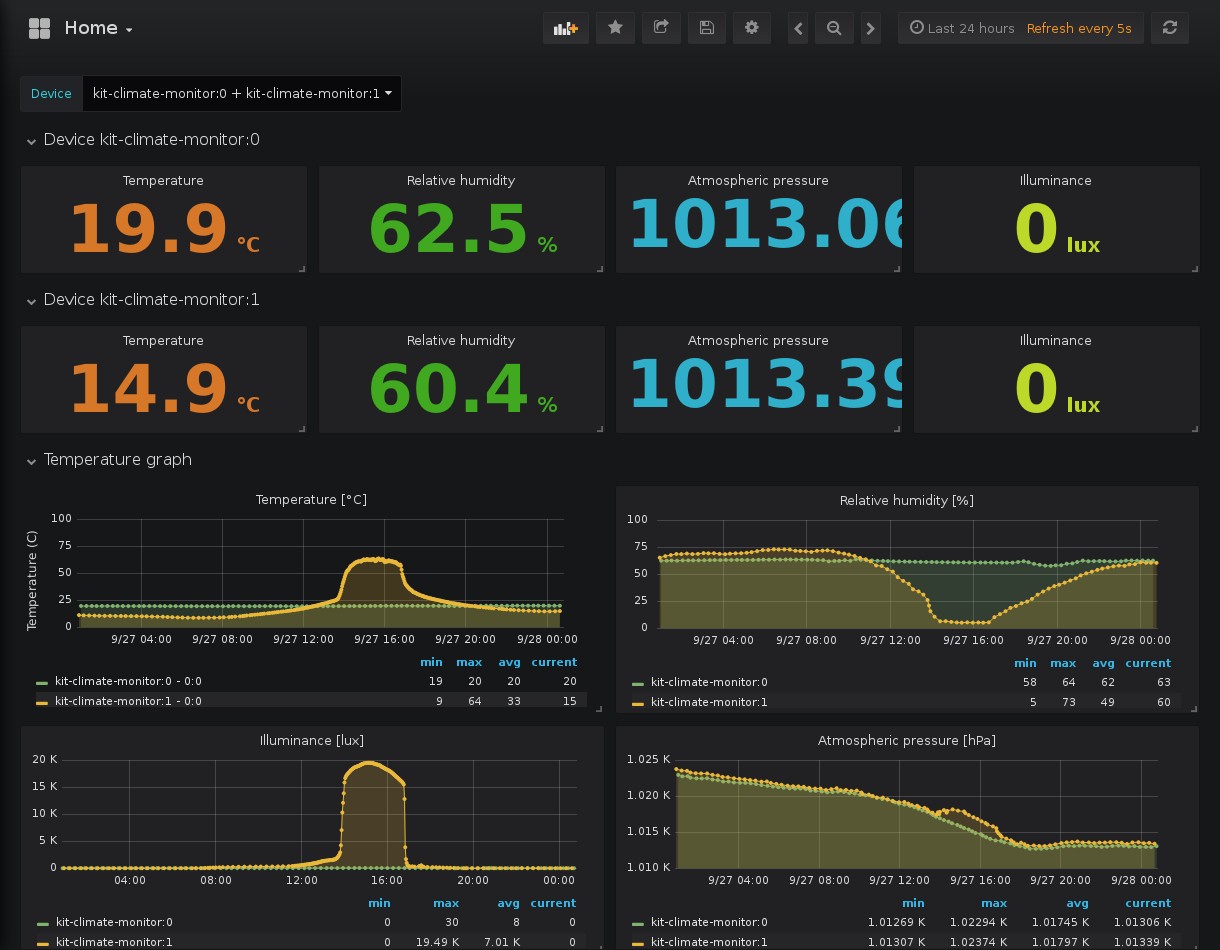 Home
Last 24 hours Refresh every 5s
Device kit-climate-monitor:0 + kit-climate-monitor:1
Device kit-climate-monitor:0
Temperature Relative humidity Atmospheric pressure Illuminance
19.9 °C 62.5 % 1013.06 0 lux
Device kit-climate-monitor:1
Temperature Relative humidity Atmospheric pressure Illuminance
14.9 °C 60.4 % 1013.39 0 lux
Temperature graph
Temperature [°C]
Temperature (C)
100
75
50
25
0
9/27 04:00 9/27 08:00 9/27 12:00 9/27 16:00 9/27 20:00 9/28 00:00
min max avg current
kit-climate-monitor:0 - 0:0 19 20 20 20
kit-climate-monitor:1 - 0:0 9 64 33 15
Relative humidity [%]
100
75
50
25
0
9/27 04:00 9/27 08:00 9/27 12:00 9/27 16:00 9/27 20:00 9/28 00:00
min max avg current
kit-climate-monitor:0 58 64 62 63
kit-climate-monitor:1 5 73 49 60
Illuminance [lux]
20 K
15 K
10 K
5 K
0
04:00 08:00 12:00 16:00 20:00 00:00
min max avg current
kit-climate-monitor:0 0 30 8 0
kit-climate-monitor:1 0 19.49 K 7.01 K 0
Atmospheric pressure [hPa]
1.025 K
1.020 K
1.015 K
1.010 K
9/27 04:00 9/27 08:00 9/27 12:00 9/27 16:00 9/27 20:00 9/28 00:00
min max avg current
kit-climate-monitor:0 1.01269 K 1.02294 K 1.01745 K 1.01306 K
kit-climate-monitor:1 1.01307 K 1.02374 K 1.01797 K 1.01339 K